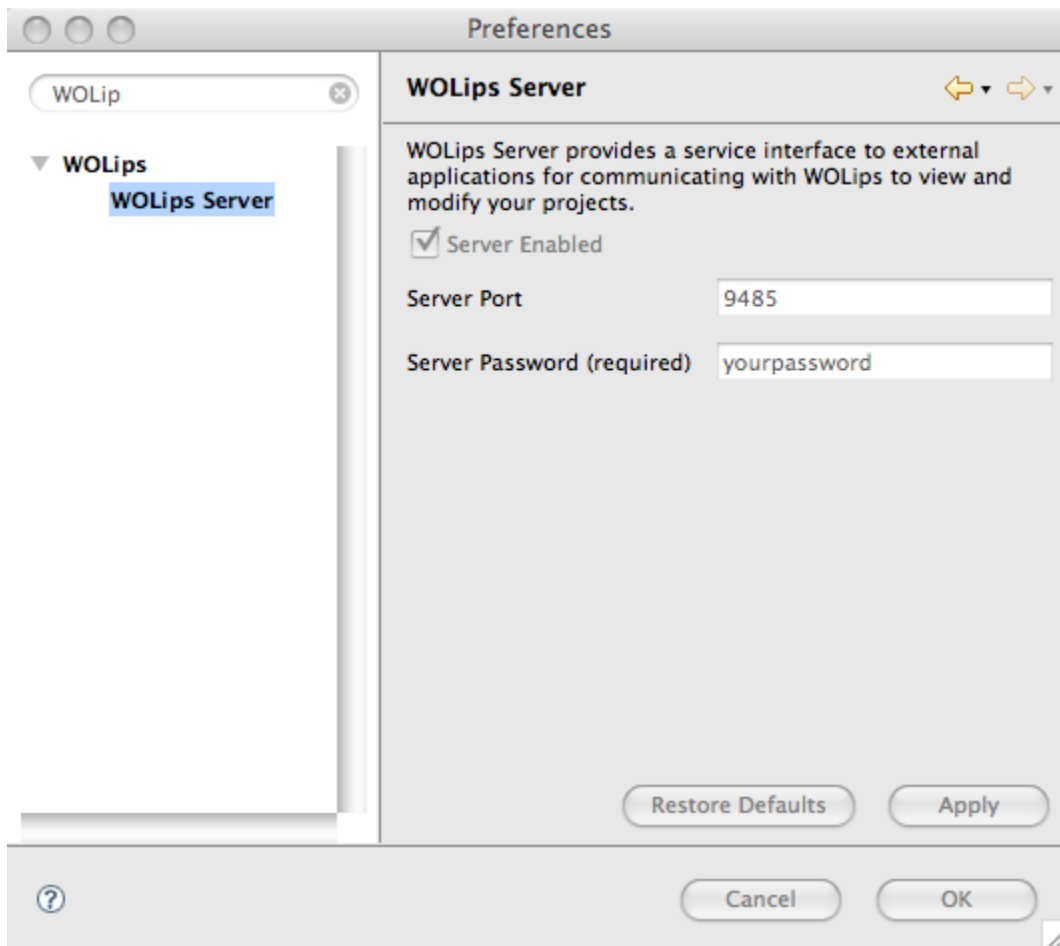 Preferences
WOLip
WOLips
WOLips Server
WOLips Server
WOLips Server provides a service interface to external
applications for communicating with WOLips to view and
modify your projects.
Server Enabled
Server Port
9485
Server Password (required)
yourpassword
Restore Defaults
Apply
?
Cancel
OK